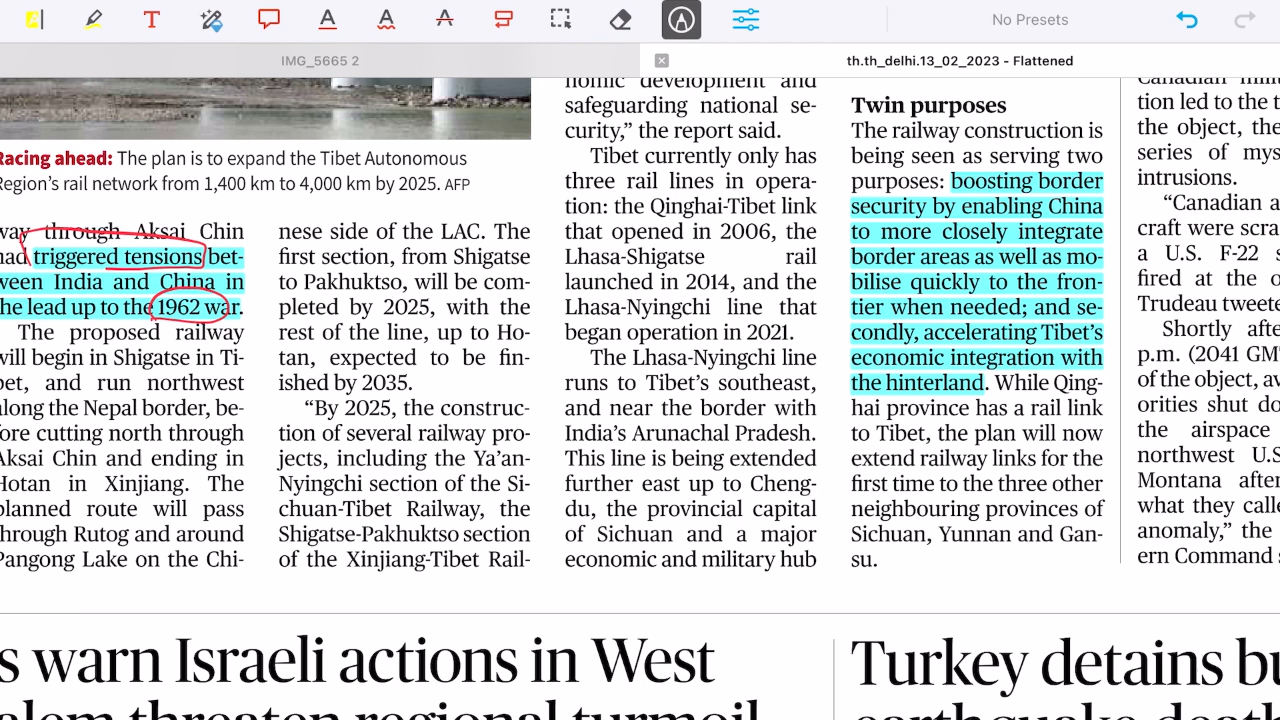 T
A
A
A
No Presets
IMG_5665 2
th.th_delhi.13_02_2023 - Flattened
Racing ahead: The plan is to expand the Tibet Autonomous
Region's rail network from 1,400 km to 4,000 km by 2025. AFP
way through Aksai Chin
had triggered tensions bet-
ween India and China in
the lead up to the 1962 war.
The proposed railway
will begin in Shigatse in Ti-
bet, and run northwest
along the Nepal border, be-
fore cutting north through
Aksai Chin and ending in
Hotan in Xinjiang. The
planned route will pass
through Rutog and around
Pangong Lake on the Chi-
nese side of the LAC. The
first section, from Shigatse
to Pakhuktso, will be com-
pleted by 2025, with the
rest of the line, up to Ho-
tan, expected to be fin-
ished by 2035.
"By 2025, the construc-
tion of several railway pro-
jects, including the Ya'an-
Nyingchi section of the Si-
chuan-Tibet Railway, the
Shigatse-Pakhuktso section
of the Xinjiang-Tibet Rail-
nomic development and
safeguarding national se-
curity," the report said.
Tibet currently only has
three rail lines in opera-
tion: the Qinghai-Tibet link
that opened in 2006, the
Lhasa-Shigatse rail
launched in 2014, and the
Lhasa-Nyingchi line that
began operation in 2021.
The Lhasa-Nyingchi line
runs to Tibet's southeast,
and near the border with
India's Arunachal Pradesh.
This line is being extended
further east up to Cheng-
du, the provincial capital
of Sichuan and a major
economic and military hub
Twin purposes
The railway construction is
being seen as serving two
purposes: boosting border
security by enabling China
to more closely integrate
border areas as well as mo-
bilise quickly to the fron-
tier when needed; and se-
condly, accelerating Tibet's
economic integration with
the hinterland. While Qing-
hai province has a rail link
to Tibet, the plan will now
extend railway links for the
first time to the three other
neighbouring provinces of
Sichuan, Yunnan and Gan-
su.
Canadian mili
tion led to the t
the object, the
series of mys
intrusions.
"Canadian a
craft were scra
a U.S. F-22 s
fired at the o
Trudeau tweete
Shortly afte
p.m. (2041 GMT
of the object, av
orities shut do
the airspace
northwest U.S
Montana after
what they calle
anomaly," the
ern Command s
s warn Israeli actions in West
alem threaten regional turmoil
Turkey detains bu
earthquake death